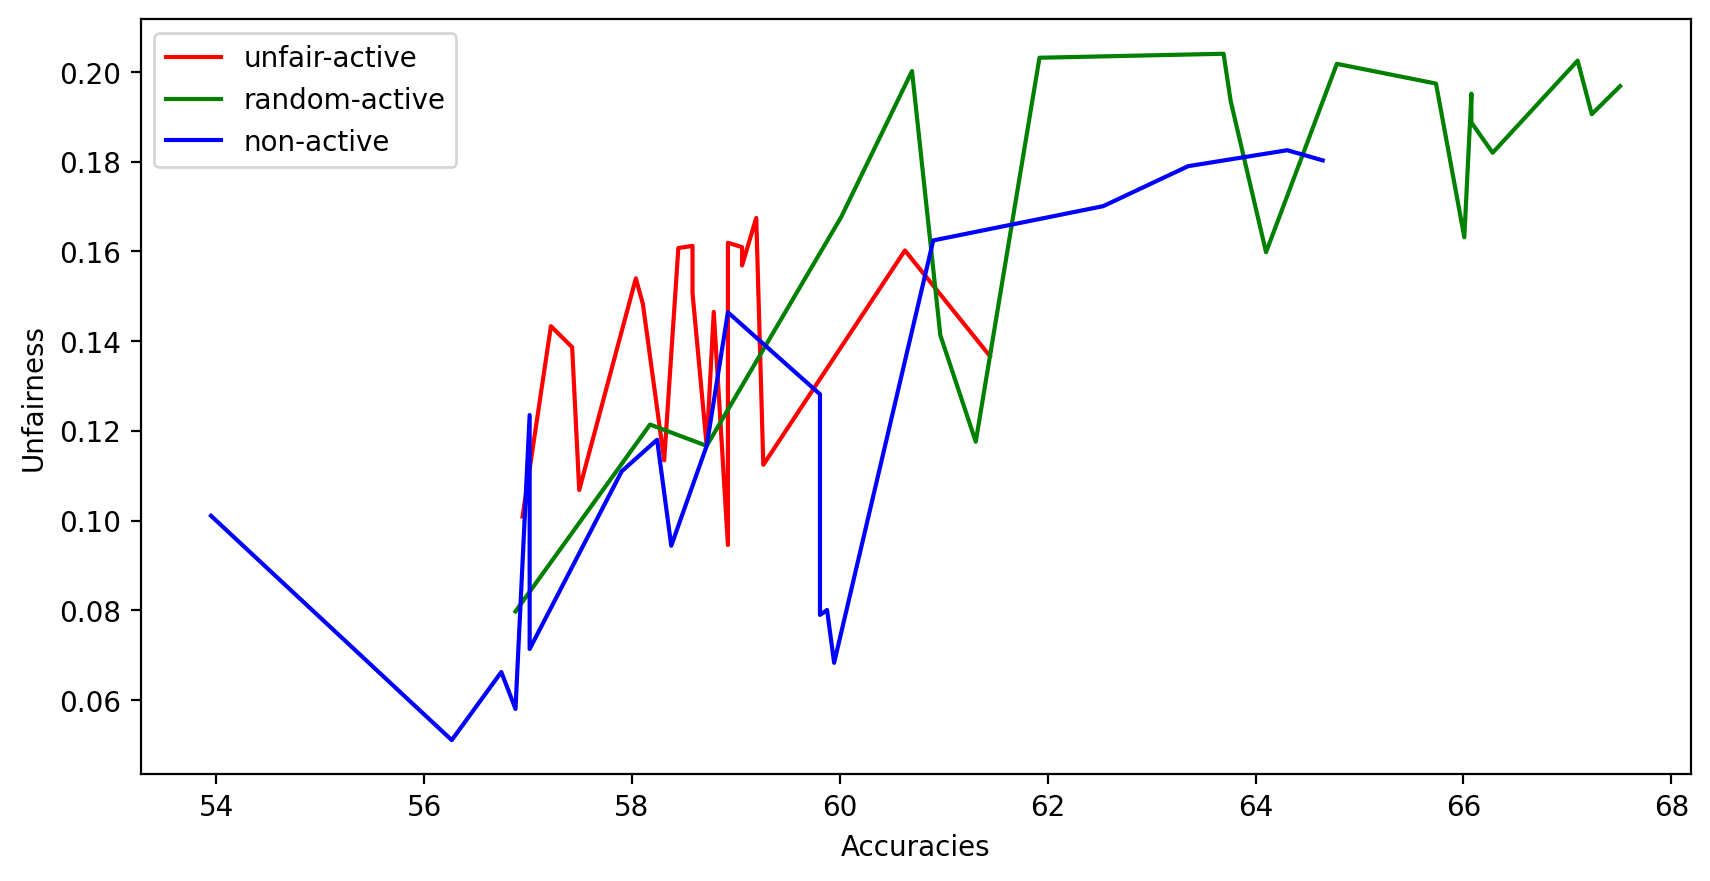 unfair-active
random-active
non-active
Unfairness
0.20
0.18
0.16
0.14
0.12
0.10
0.08
0.06
54 56 58 60 62 64 66 68
Accuracies